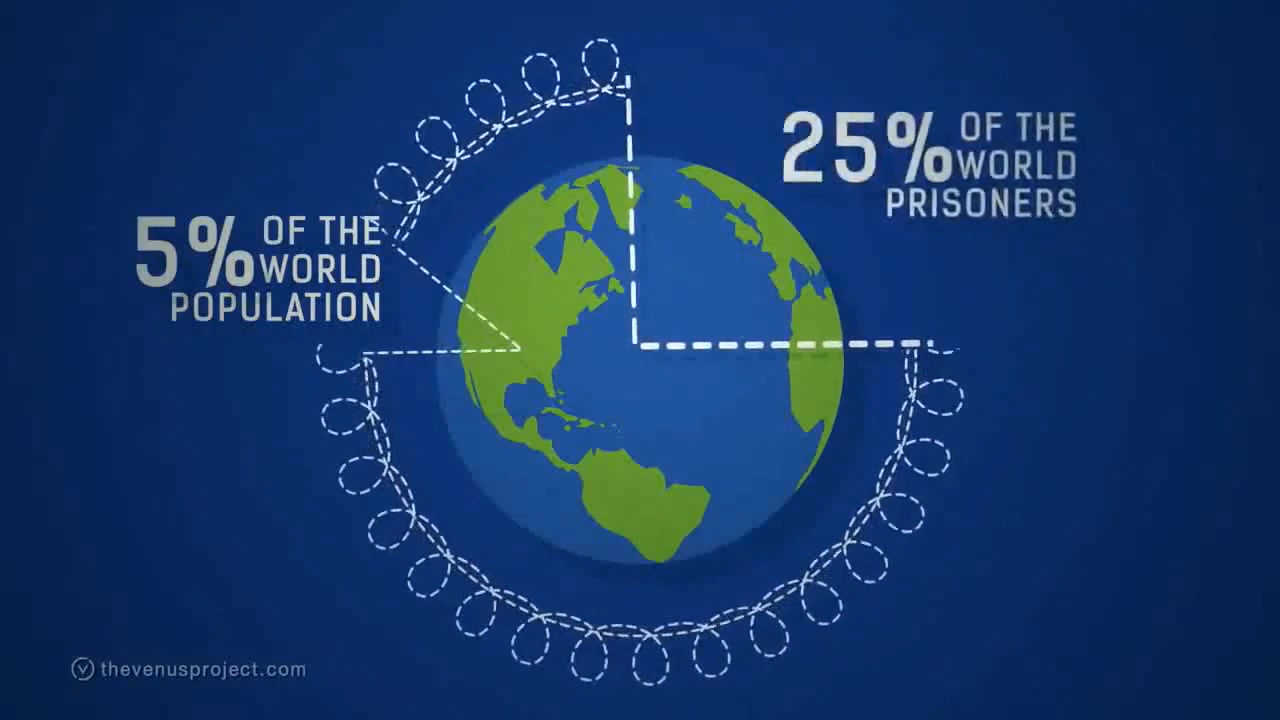 5% OF THE
WORLD
POPULATION
25% OF THE
WORLD
PRISONERS
thevenusproject.com